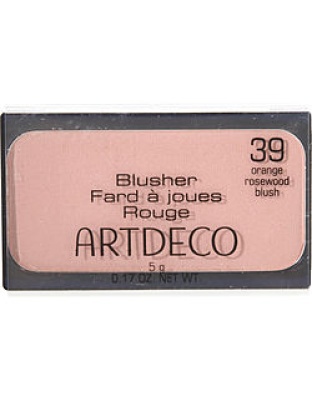 39
orange
rosewood
blush
Blusher
Fard à joues
Rouge
ARTDECO
5 g
0.17 OZ. NET WT.